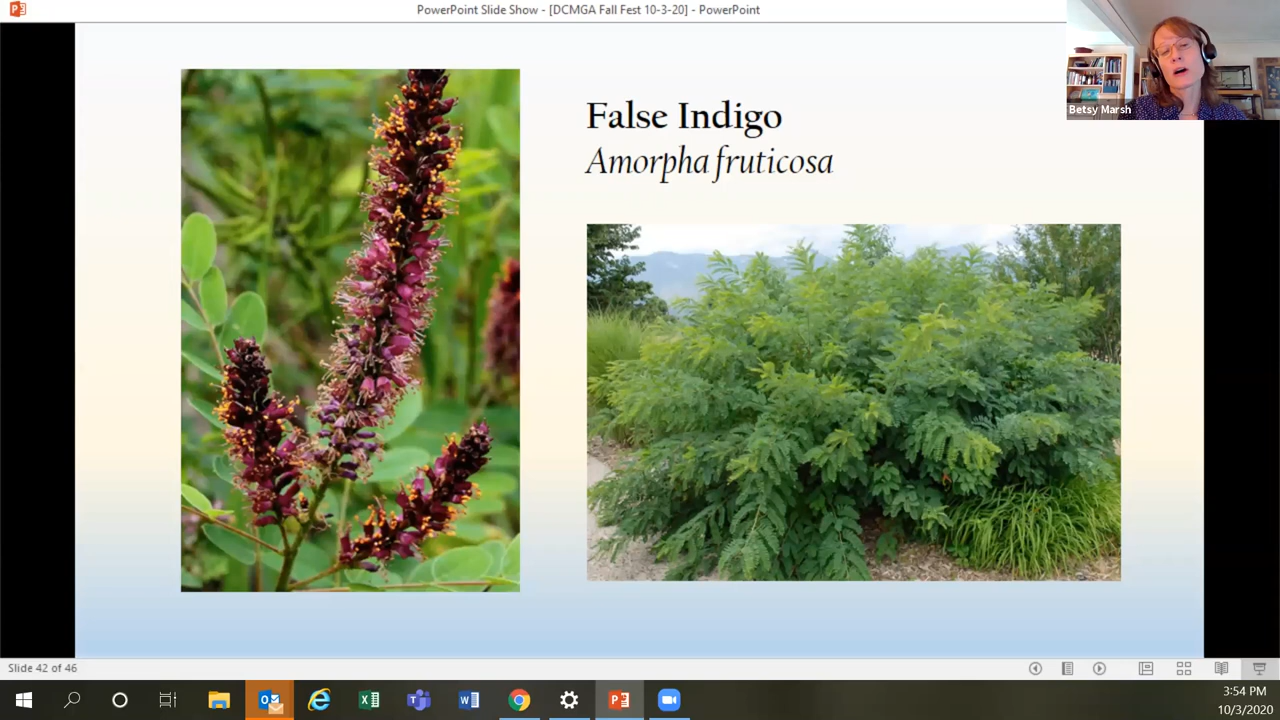 PowerPoint Slide Show - [DCMGA Fall Fest 10-3-20] - PowerPoint
Betsy Marsh
False Indigo
Amorpha fruticosa
Slide 42 of 46
3:54 PM
10/3/2020